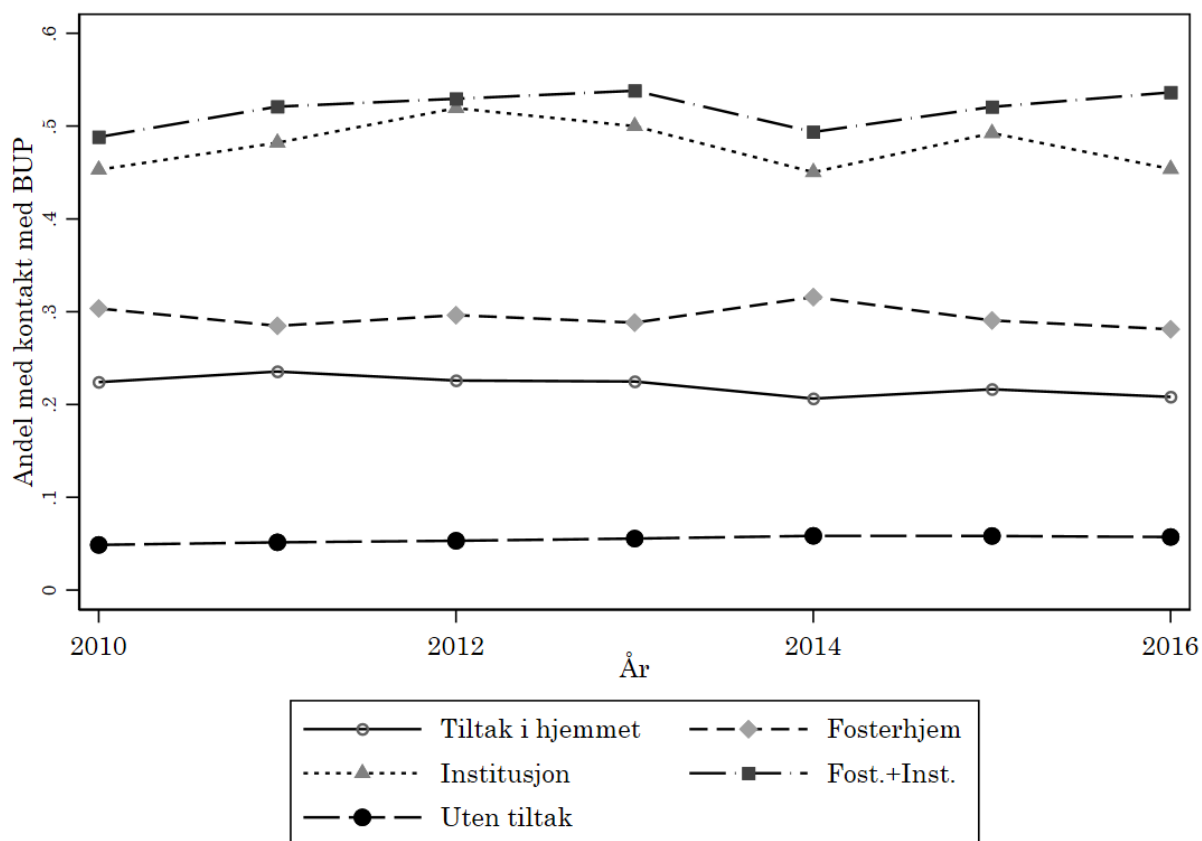 Andel med kontakt med BUP
.6
.5
.4
.3
.2
.1
0
2010 2012 2014 2016
År
Tiltak i hjemmet Fosterhjem
Institusjon Fost.+Inst.
Uten tiltak